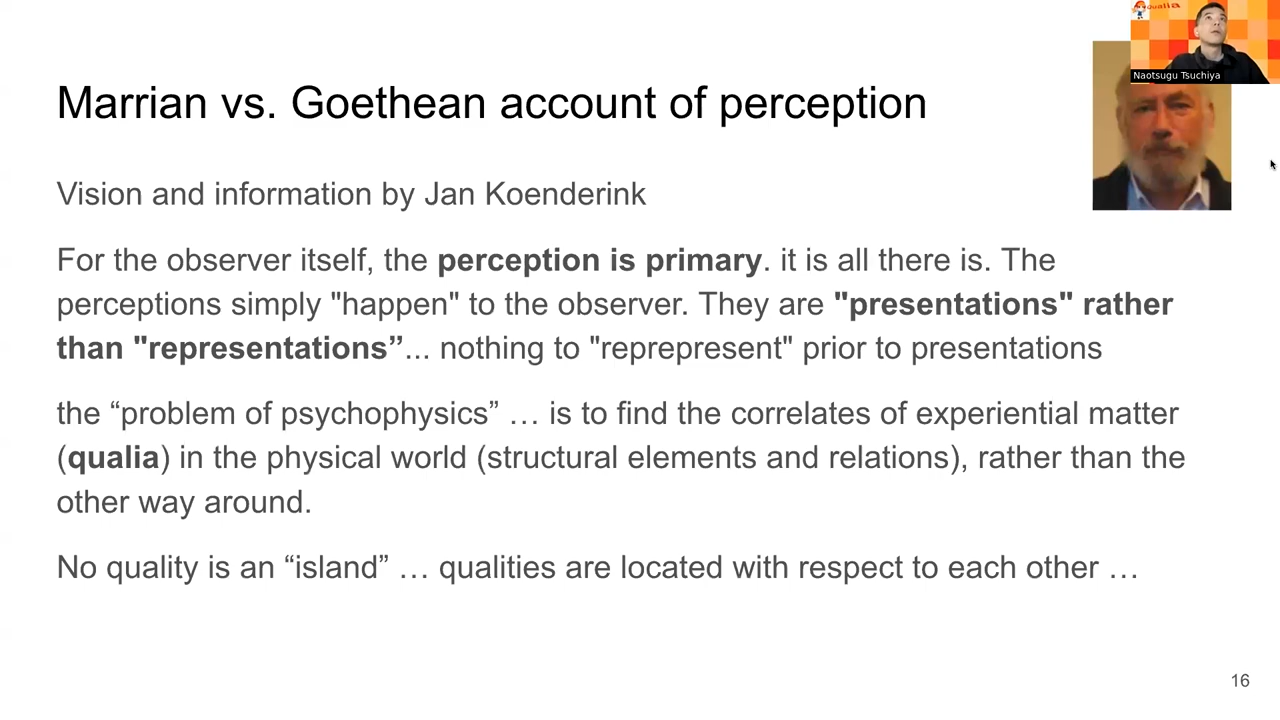 Qualia
Naotsugu Tsuchiya
Marrian vs. Goethean account of perception
Vision and information by Jan Koenderink
For the observer itself, the perception is primary. it is all there is. The
perceptions simply "happen" to the observer. They are "presentations" rather
than "representations”... nothing to "reprepresent" prior to presentations
the “problem of psychophysics” … is to find the correlates of experiential matter
(qualia) in the physical world (structural elements and relations), rather than the
other way around.
No quality is an “island” … qualities are located with respect to each other …
16